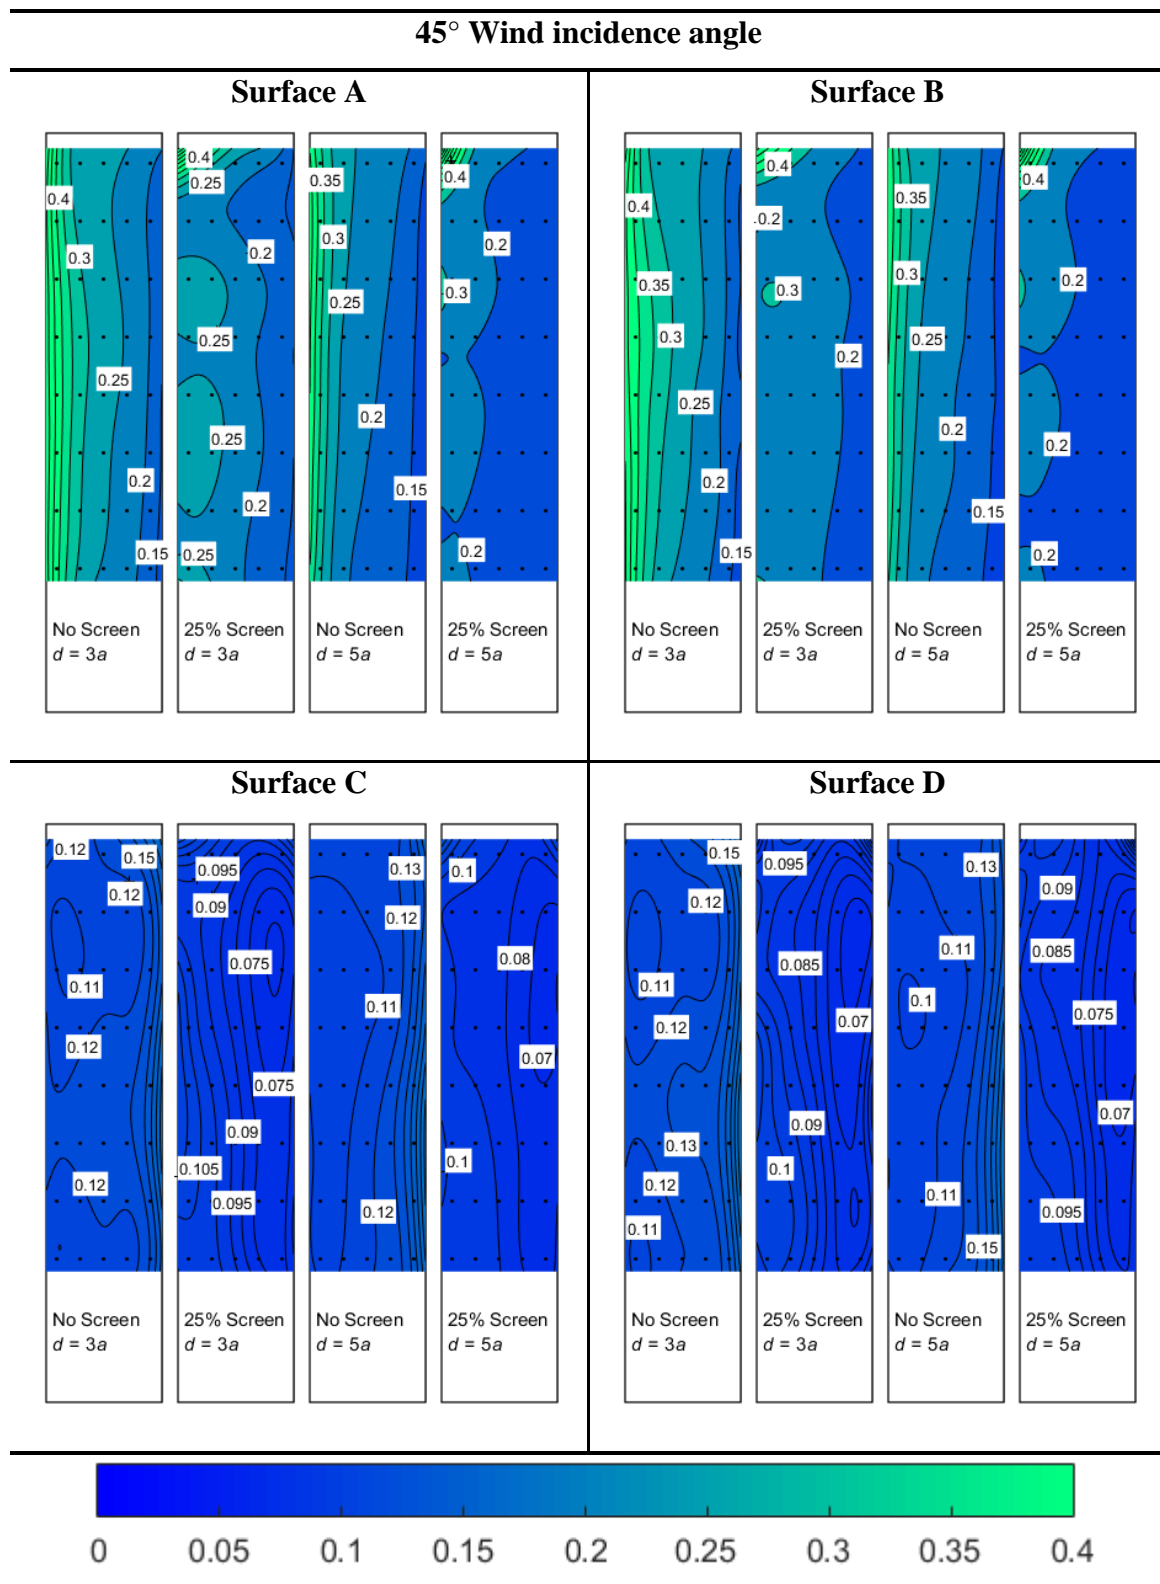 45° Wind incidence angle
Surface A
Surface B
0.4
0.3
0.25
0.2
0.15
No Screen
d = 3a
0.4
0.25
0.2
0.25
0.25
0.2
0.25
25% Screen
d = 3a
0.35
0.3
0.25
0.2
0.15
No Screen
d = 5a
0.4
0.2
0.3
0.2
25% Screen
d = 5a
0.4
0.35
0.3
0.25
0.2
0.15
No Screen
d = 3a
0.4
0.2
0.3
0.2
25% Screen
d = 3a
0.35
0.3
0.25
0.2
0.15
No Screen
d = 5a
0.4
0.2
0.2
0.2
25% Screen
d = 5a
Surface C
Surface D
0.12
0.15
0.12
0.11
0.12
0.12
No Screen
d = 3a
0.095
0.09
0.075
0.075
0.09
0.105
0.095
25% Screen
d = 3a
0.13
0.12
0.11
0.12
No Screen
d = 5a
0.1
0.08
0.07
0.1
25% Screen
d = 5a
0.15
0.12
0.11
0.12
0.13
0.12
0.11
No Screen
d = 3a
0.095
0.085
0.07
0.09
0.1
25% Screen
d = 3a
0.13
0.11
0.1
0.11
0.15
No Screen
d = 5a
0.09
0.085
0.075
0.07
0.095
25% Screen
d = 5a
0 0.05 0.1 0.15 0.2 0.25 0.3 0.35 0.4